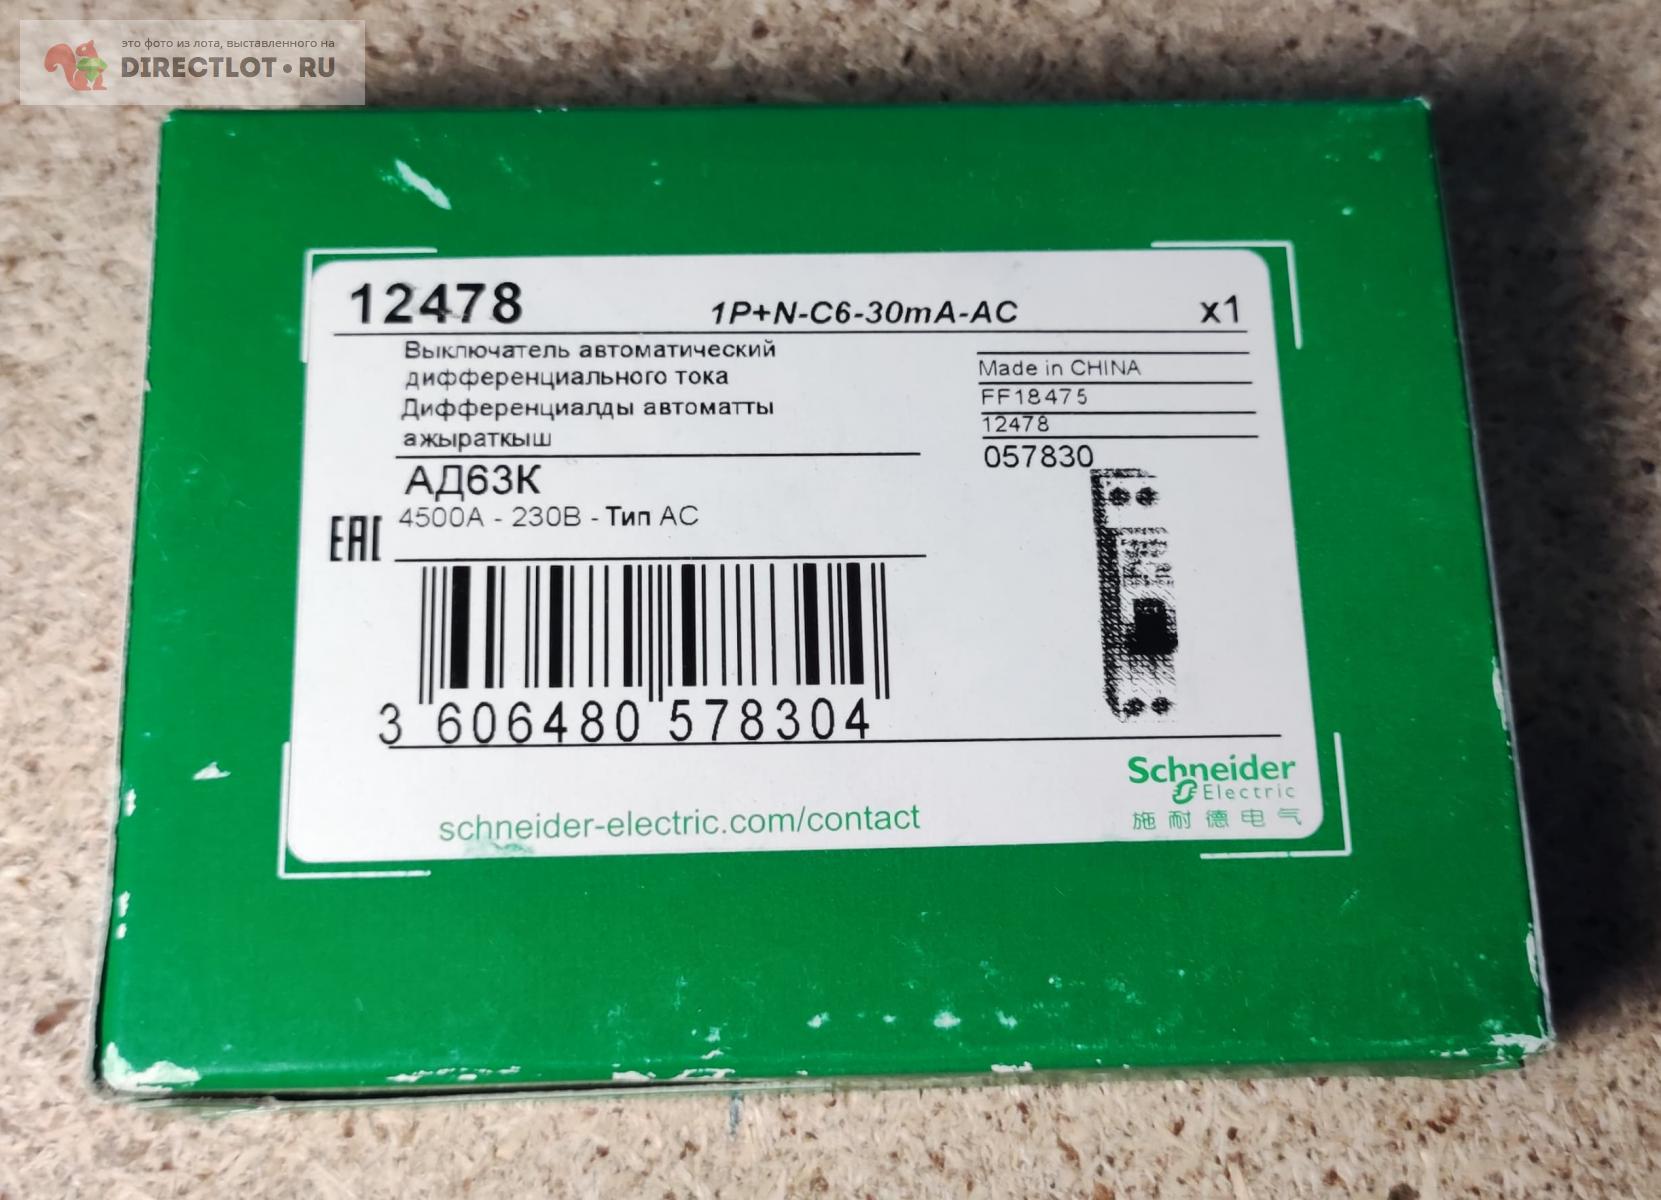 это фото из лота, выставленного на
DIRECTLOT•RU
12478
1P+N-C6-30mA-AC
x1
Выключатель автоматический
дифференциального тока
Дифференциалды автоматты
ажыраткыш
АД63К
4500A - 230В - Тип АС
EAC
Made in CHINA
FF18475
12478
057830
3 606480 578304
schneider-electric.com/contact
Schneider
Electric
施耐德电气